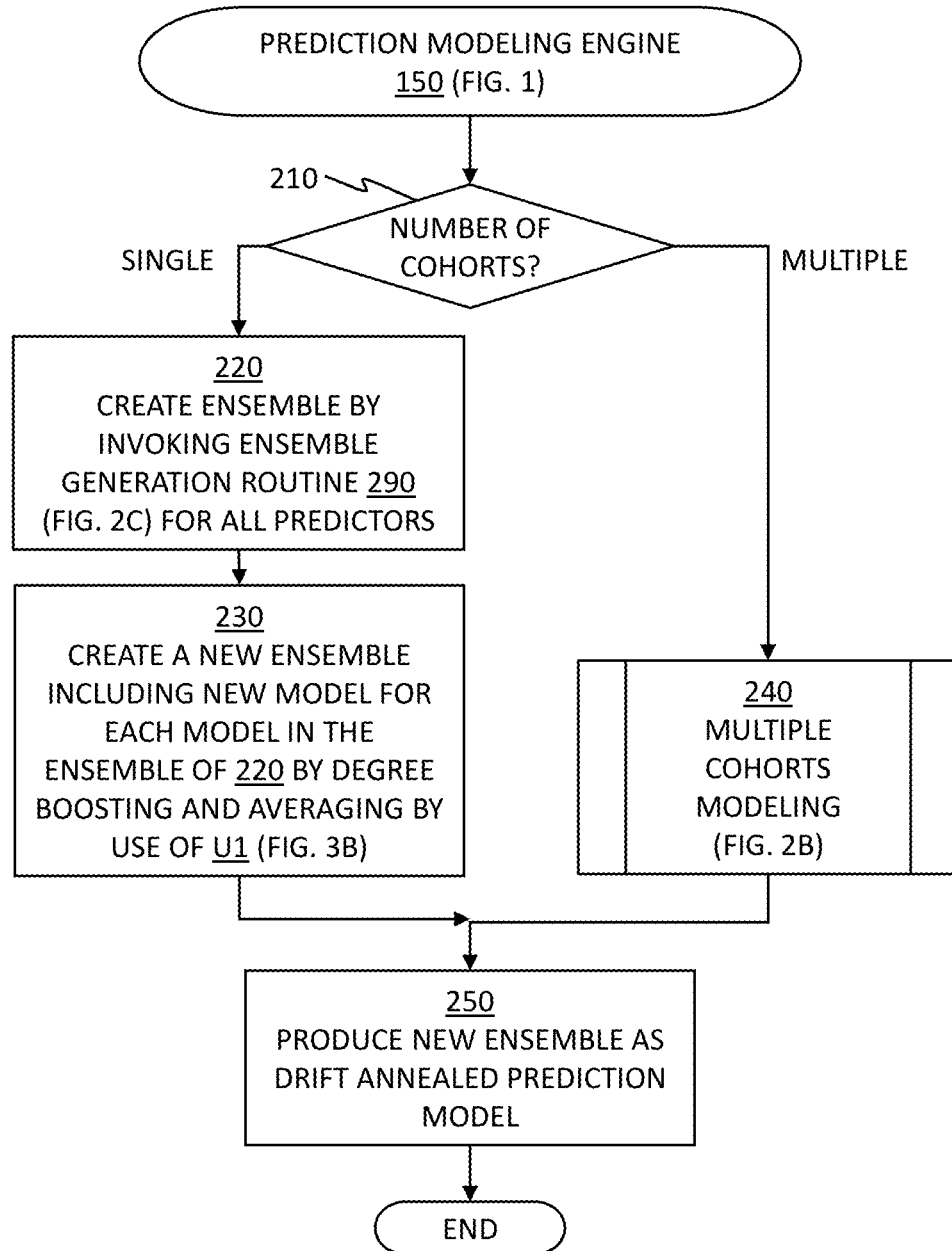 PREDICTION MODELING ENGINE
150 (FIG. 1)
210
NUMBER OF
COHORTS?
SINGLE
MULTIPLE
220
CREATE ENSEMBLE BY
INVOKING ENSEMBLE
GENERATION ROUTINE 290
(FIG. 2C) FOR ALL PREDICTORS
230
CREATE A NEW ENSEMBLE
INCLUDING NEW MODEL FOR
EACH MODEL IN THE
ENSEMBLE OF 220 BY DEGREE
BOOSTING AND AVERAGING BY
USE OF U1 (FIG. 3B)
240
MULTIPLE
COHORTS
MODELING
(FIG. 2B)
250
PRODUCE NEW ENSEMBLE AS
DRIFT ANNEALED PREDICTION
MODEL
END